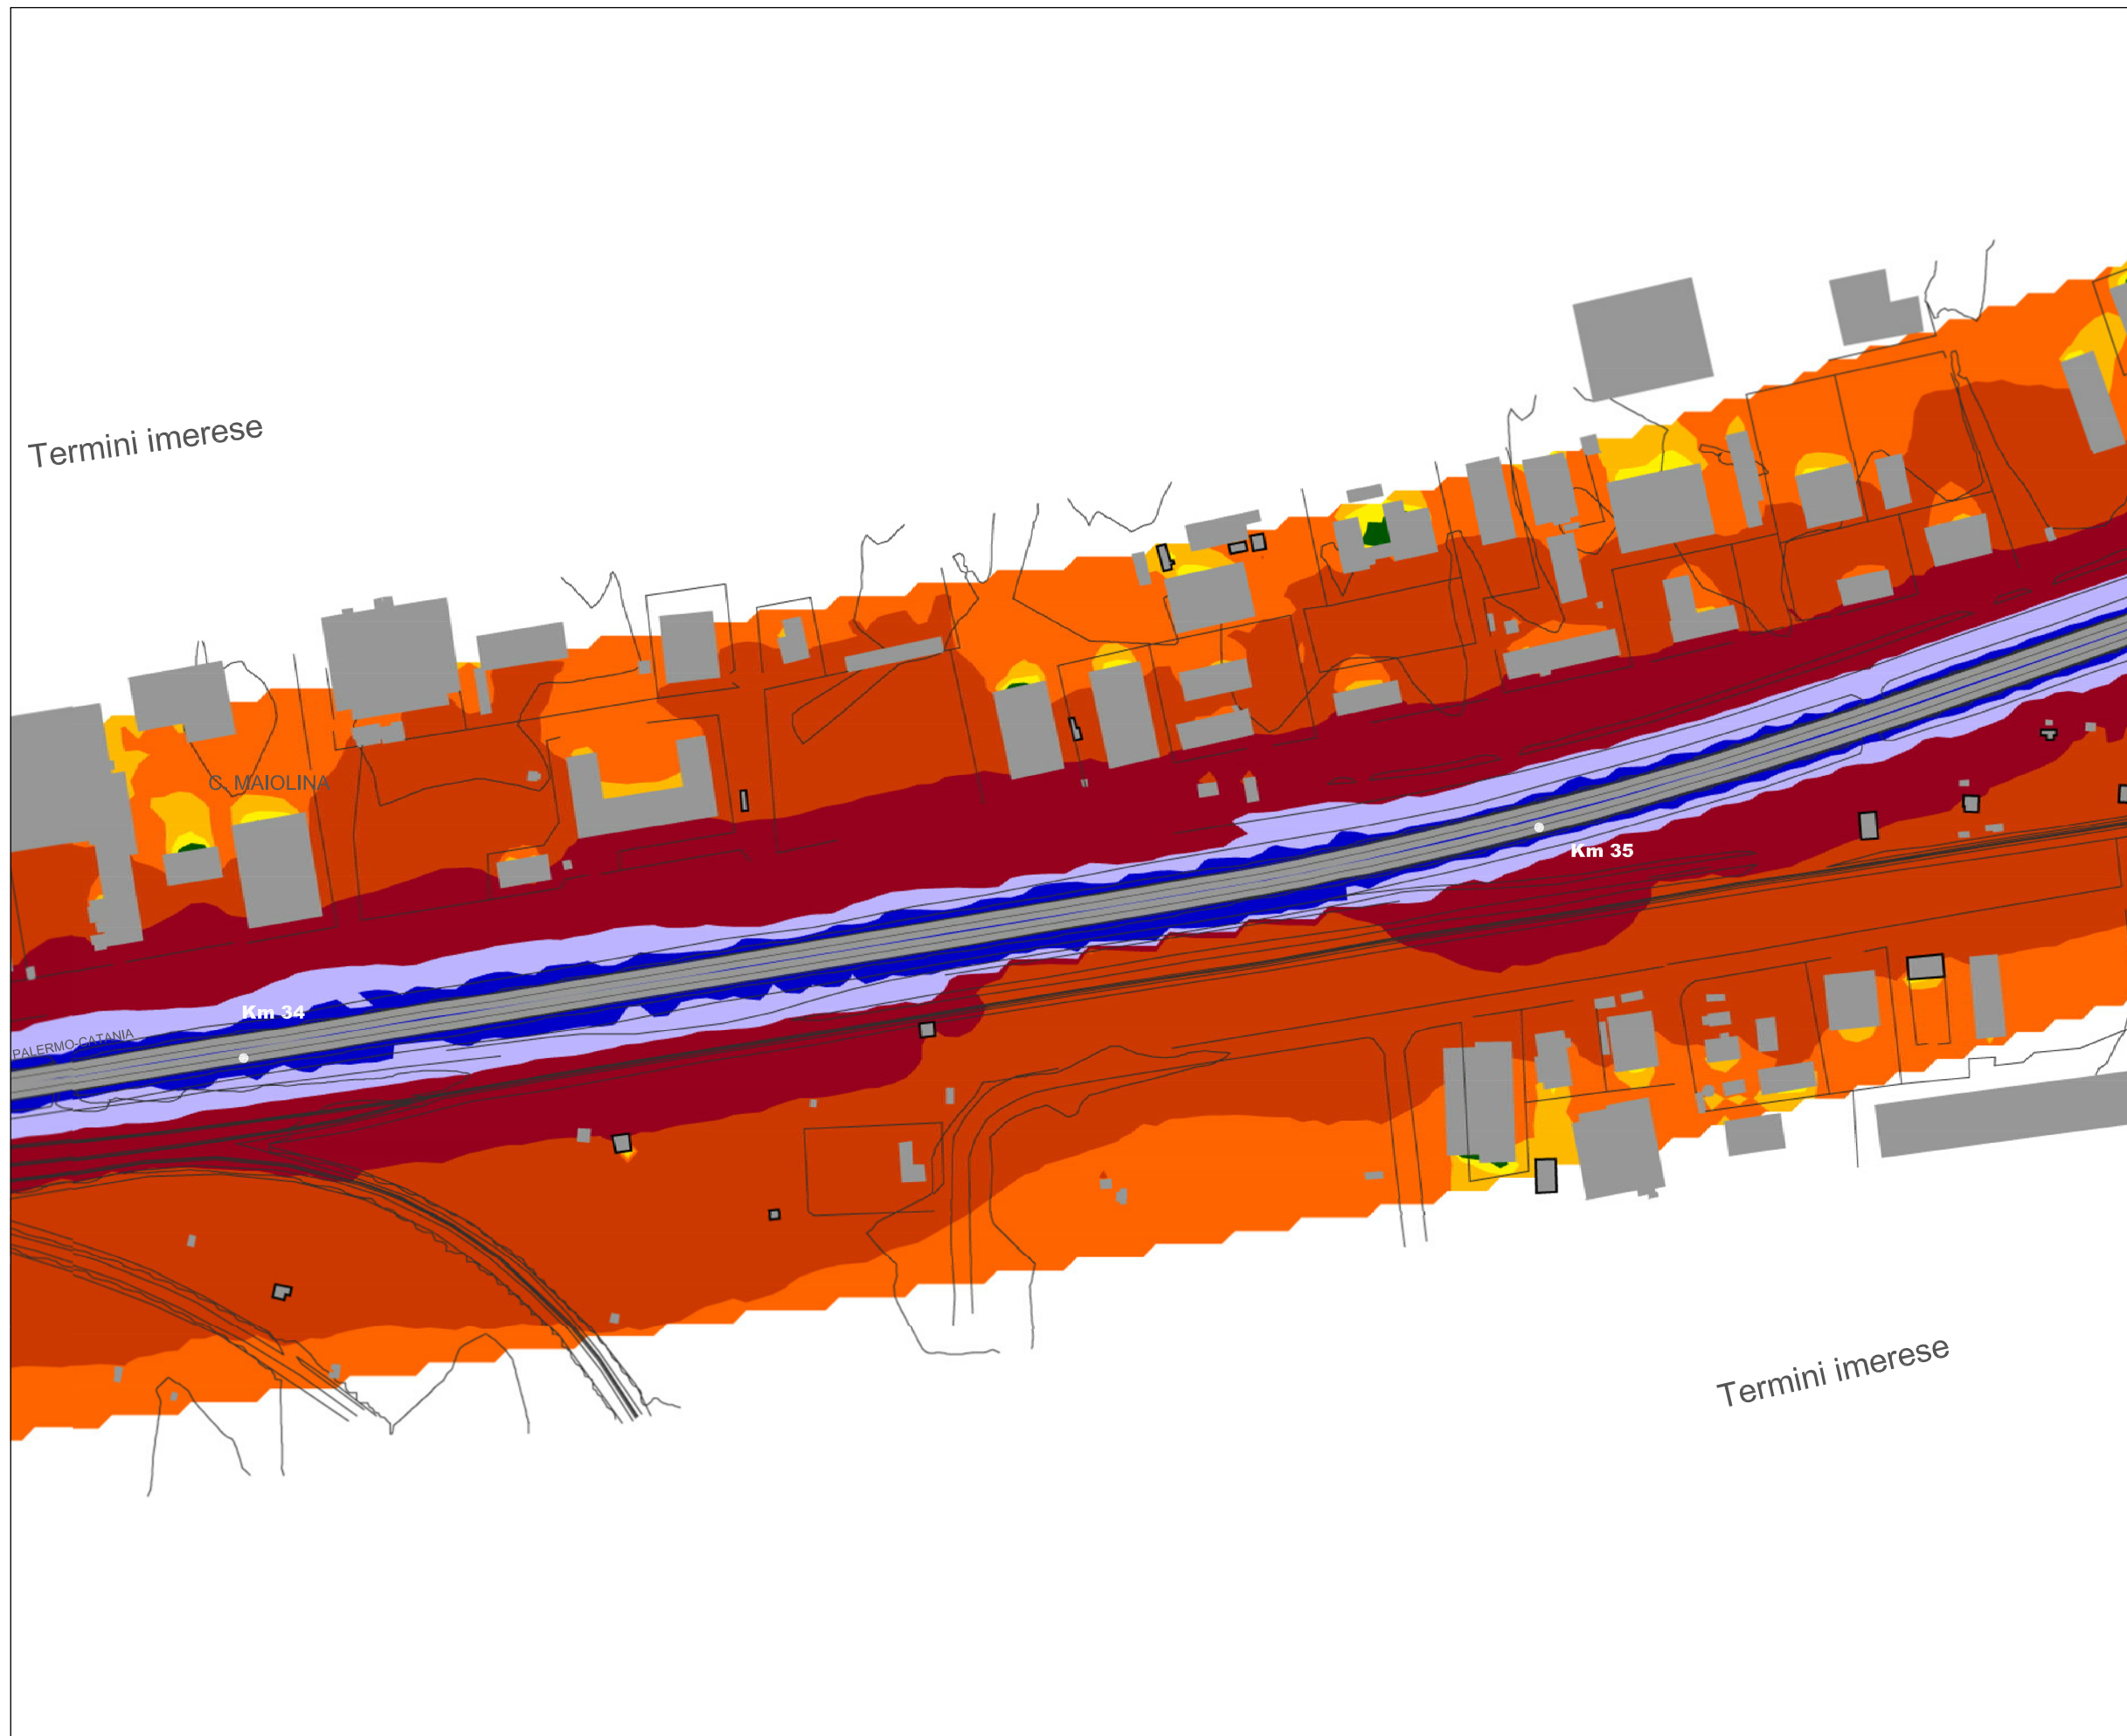 Termini imerese
C. MAIOLINA
Km 35
Km 34
PALERMO-CATANIA
Termini imerese